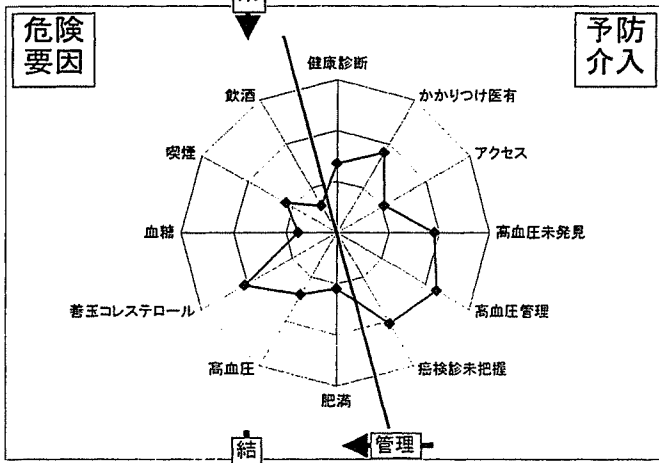 危険
要因
予防
介入
健康診断
飲酒
かかりつけ医有
喫煙
アクセス
血糖
高血圧未発見
善玉コレステロール
高血圧管理
高血圧
癌検診未把握
肥満
結
管理